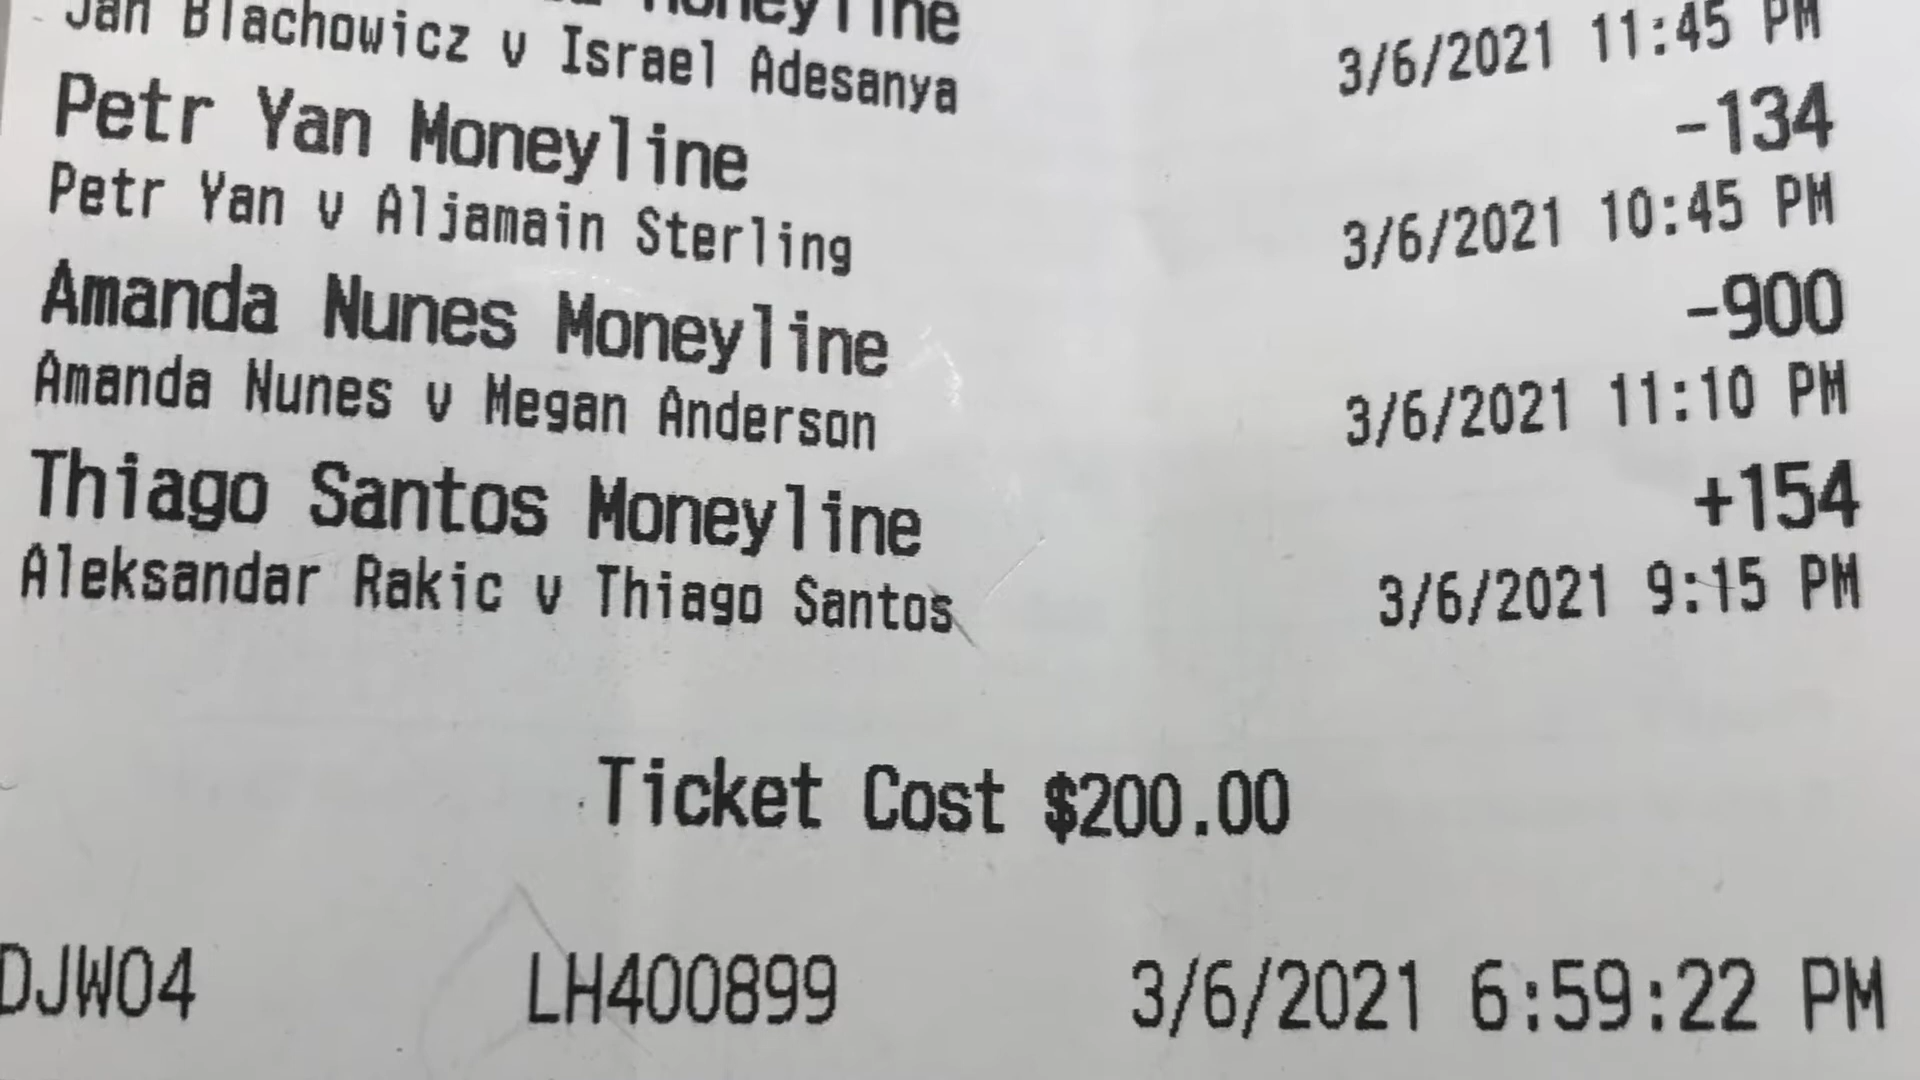 Moneyline
Jan Blachowicz v Israel Adesanya 3/6/2021 11:45 PM
Petr Yan Moneyline -134
Petr Yan v Aljamain Sterling 3/6/2021 10:45 PM
Amanda Nunes Moneyline -900
Amanda Nunes v Megan Anderson 3/6/2021 11:10 PM
Thiago Santos Moneyline +154
Aleksandar Rakic v Thiago Santos 3/6/2021 9:15 PM
Ticket Cost $200.00
DJW04 LH400899 3/6/2021 6:59:22 PM